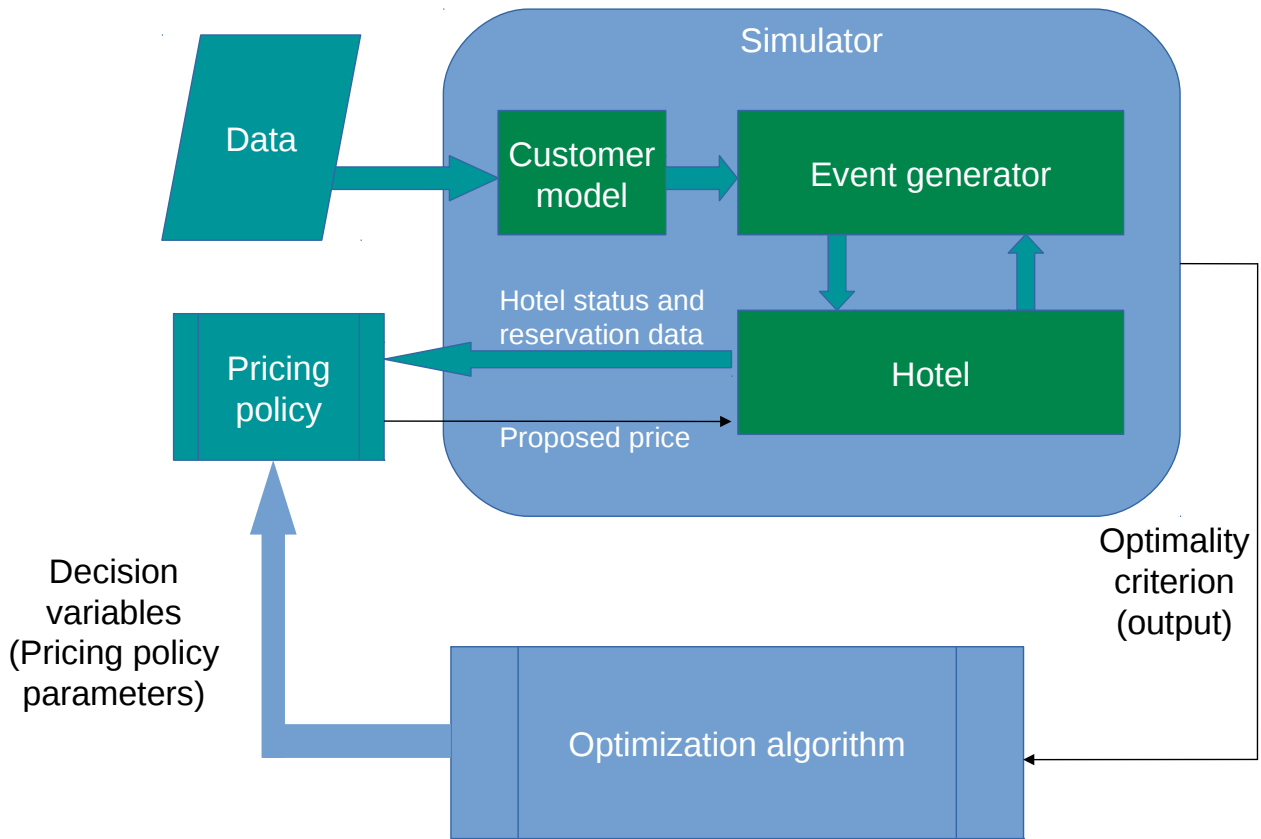 Simulator
Data
Customer
model
Event generator
Hotel status and
reservation data
Pricing
policy
Hotel
Proposed price
Optimality
criterion
(output)
Decision
variables
(Pricing policy
parameters)
Optimization algorithm